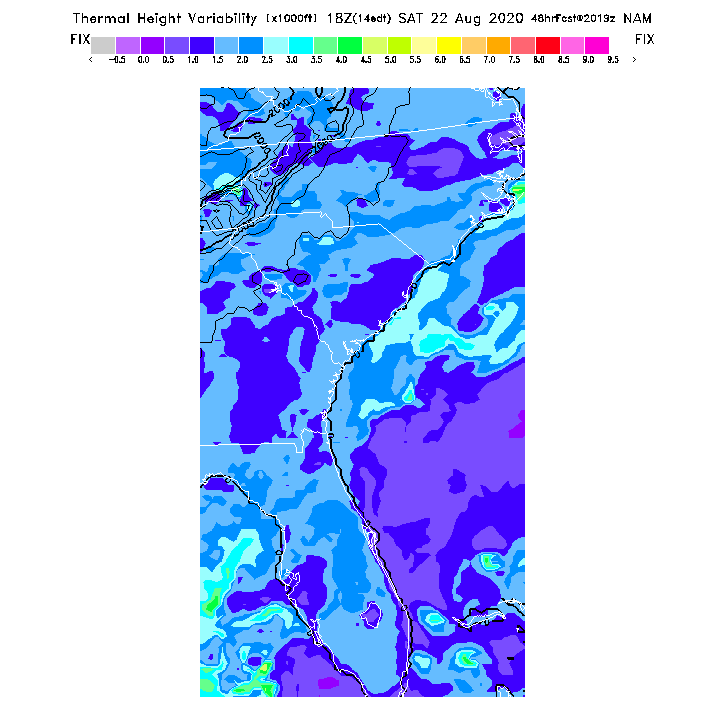 Thermal Height Variability [x1000ft] 18Z(14edt) SAT 22 Aug 2020 48hrFcst@2019z NAM
FIX FIX
< -0.5 0.0 0.5 1.0 1.5 2.0 2.5 3.0 3.5 4.0 4.5 5.0 5.5 6.0 6.5 7.0 7.5 8.0 8.5 9.0 9.5 >
2000
2000